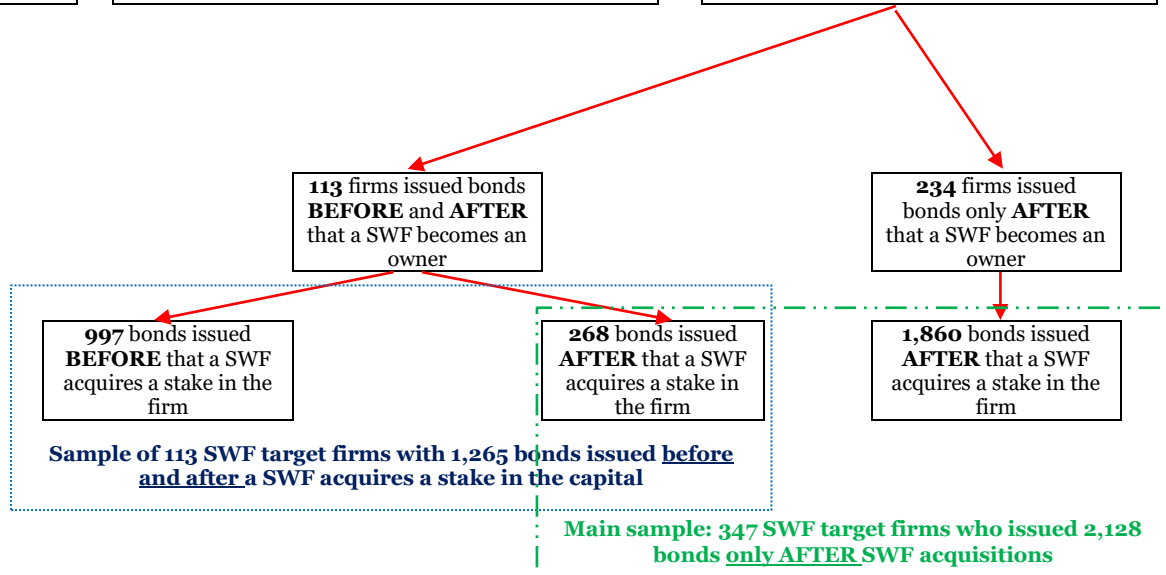 113 firms issued bonds
BEFORE and AFTER
that a SWF becomes an
owner
234 firms issued
bonds only AFTER
that a SWF becomes an
owner
997 bonds issued
BEFORE that a SWF
acquires a stake in the
firm
268 bonds issued
AFTER that a SWF
acquires a stake in
the firm
1,860 bonds issued
AFTER that a SWF
acquires a stake in the
firm
Sample of 113 SWF target firms with 1,265 bonds issued before
and after a SWF acquires a stake in the capital
Main sample: 347 SWF target firms who issued 2,128
bonds only AFTER SWF acquisitions